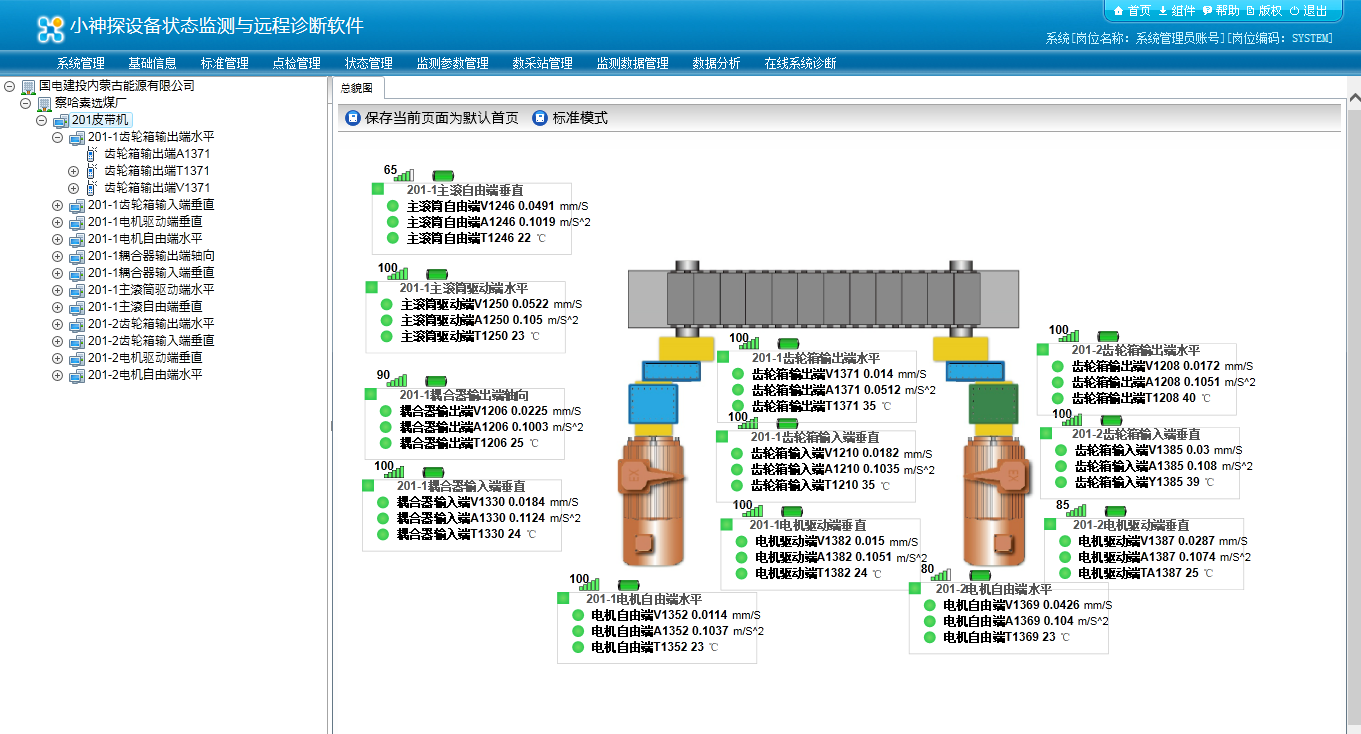 首页 组件 帮助 版权 退出
小神探设备状态监测与远程诊断软件
系统[岗位名称: 系统管理员账号][岗位编码: SYSTEM]
系统管理 基础信息 标准管理 点检管理 状态管理 监测参数管理 数采站管理 监测数据管理 数据分析 在线系统诊断
国电建投内蒙古能源有限公司
察哈素选煤厂
201皮带机
201-1齿轮箱输出端水平
齿轮箱输出端A1371
齿轮箱输出端T1371
齿轮箱输出端V1371
201-1齿轮箱输入端垂直
201-1电机驱动端垂直
201-1电机自由端水平
201-1耦合器输出端轴向
201-1耦合器输入端垂直
201-1主滚筒驱动端水平
201-1主滚自由端垂直
201-2齿轮箱输出端水平
201-2齿轮箱输入端垂直
201-2电机驱动端垂直
201-2电机自由端水平
总貌图
保存当前页面为默认首页 标准模式
65
201-1主滚自由端垂直
主滚筒自由端V1246 0.0491 mm/S
主滚筒自由端A1246 0.1019 m/S^2
主滚筒自由端T1246 22 ℃
100
201-1主滚筒驱动端水平
主滚筒驱动端V1250 0.0522 mm/S
主滚筒驱动端A1250 0.105 m/S^2
主滚筒驱动端T1250 23 ℃
90
201-1耦合器输出端轴向
耦合器输出端V1206 0.0225 mm/S
耦合器输出端A1206 0.1003 m/S^2
耦合器输出端T1206 25 ℃
100
201-1耦合器输入端垂直
耦合器输入端V1330 0.0184 mm/S
耦合器输入端A1330 0.1124 m/S^2
耦合器输入端T1330 24 ℃
100
201-1齿轮箱输出端水平
齿轮箱输出端V1371 0.014 mm/S
齿轮箱输出端A1371 0.0512 m/S^2
齿轮箱输出端T1371 35 ℃
100
201-1齿轮箱输入端垂直
齿轮箱输入端V1210 0.0182 mm/S
齿轮箱输入端A1210 0.1035 m/S^2
齿轮箱输入端T1210 35 ℃
100
201-1电机驱动端垂直
电机驱动端V1382 0.015 mm/S
电机驱动端A1382 0.1051 m/S^2
电机驱动端T1382 24 ℃
100
201-1电机自由端水平
电机自由端V1352 0.0114 mm/S
电机自由端A1352 0.1037 m/S^2
电机自由端T1352 23 ℃
100
201-2齿轮箱输出端水平
齿轮箱输出端V1208 0.0172 mm/S
齿轮箱输出端A1208 0.1051 m/S^2
齿轮箱输出端T1208 40 ℃
100
201-2齿轮箱输入端垂直
齿轮箱输入端V1385 0.03 mm/S
齿轮箱输入端A1385 0.108 m/S^2
齿轮箱输入端Y1385 39 ℃
85
201-2电机驱动端垂直
电机驱动端V1387 0.0287 mm/S
电机驱动端A1387 0.1074 m/S^2
电机驱动端TA1387 25 ℃
80
201-2电机自由端水平
电机自由端V1369 0.0426 mm/S
电机自由端A1369 0.104 m/S^2
电机自由端T1369 23 ℃
EX
EX